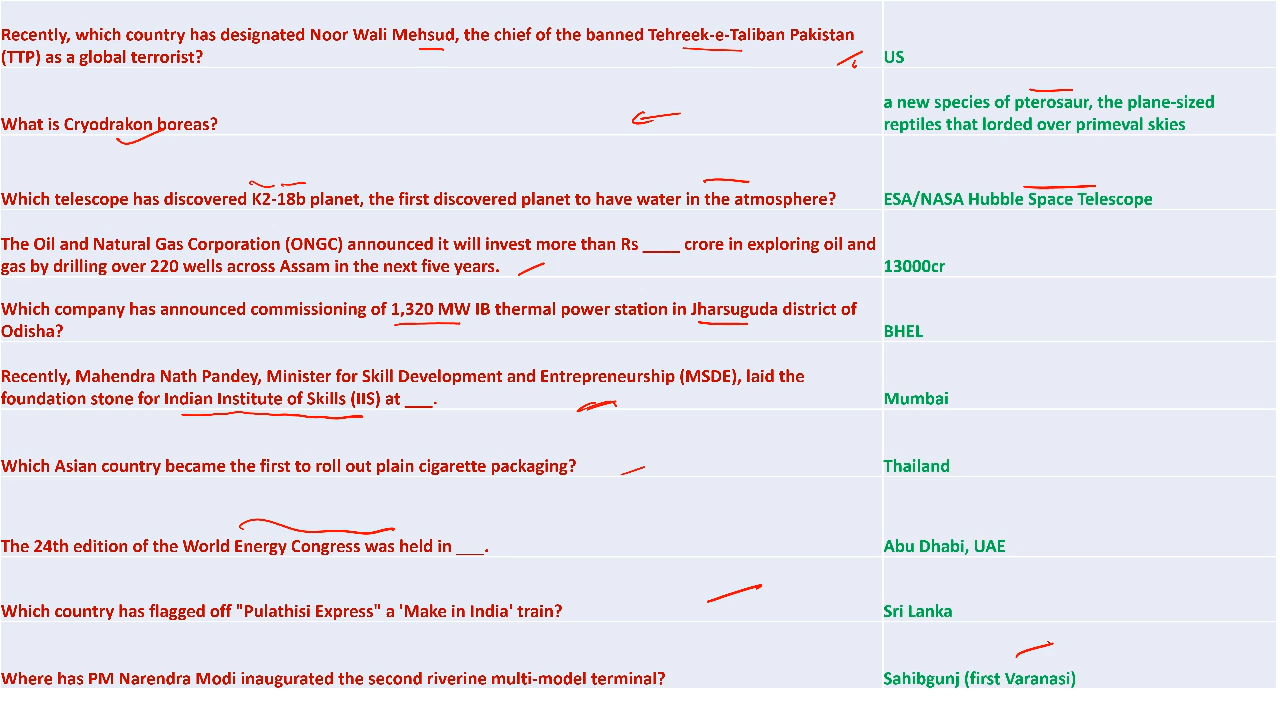 Recently, which country has designated Noor Wali Mehsud, the chief of the banned Tehreek-e-Taliban Pakistan
(TTP) as a global terrorist?
US
What is Cryodrakon boreas?
a new species of pterosaur, the plane-sized
reptiles that lorded over primeval skies
Which telescope has discovered K2-18b planet, the first discovered planet to have water in the atmosphere?
ESA/NASA Hubble Space Telescope
The Oil and Natural Gas Corporation (ONGC) announced it will invest more than Rs ____ crore in exploring oil and
gas by drilling over 220 wells across Assam in the next five years.
13000cr
Which company has announced commissioning of 1,320 MW IB thermal power station in Jharsuguda district of
Odisha?
BHEL
Recently, Mahendra Nath Pandey, Minister for Skill Development and Entrepreneurship (MSDE), laid the
foundation stone for Indian Institute of Skills (IIS) at ___.
Mumbai
Which Asian country became the first to roll out plain cigarette packaging?
Thailand
The 24th edition of the World Energy Congress was held in ___.
Abu Dhabi, UAE
Which country has flagged off "Pulathisi Express" a 'Make in India' train?
Sri Lanka
Where has PM Narendra Modi inaugurated the second riverine multi-model terminal?
Sahibgunj (first Varanasi)